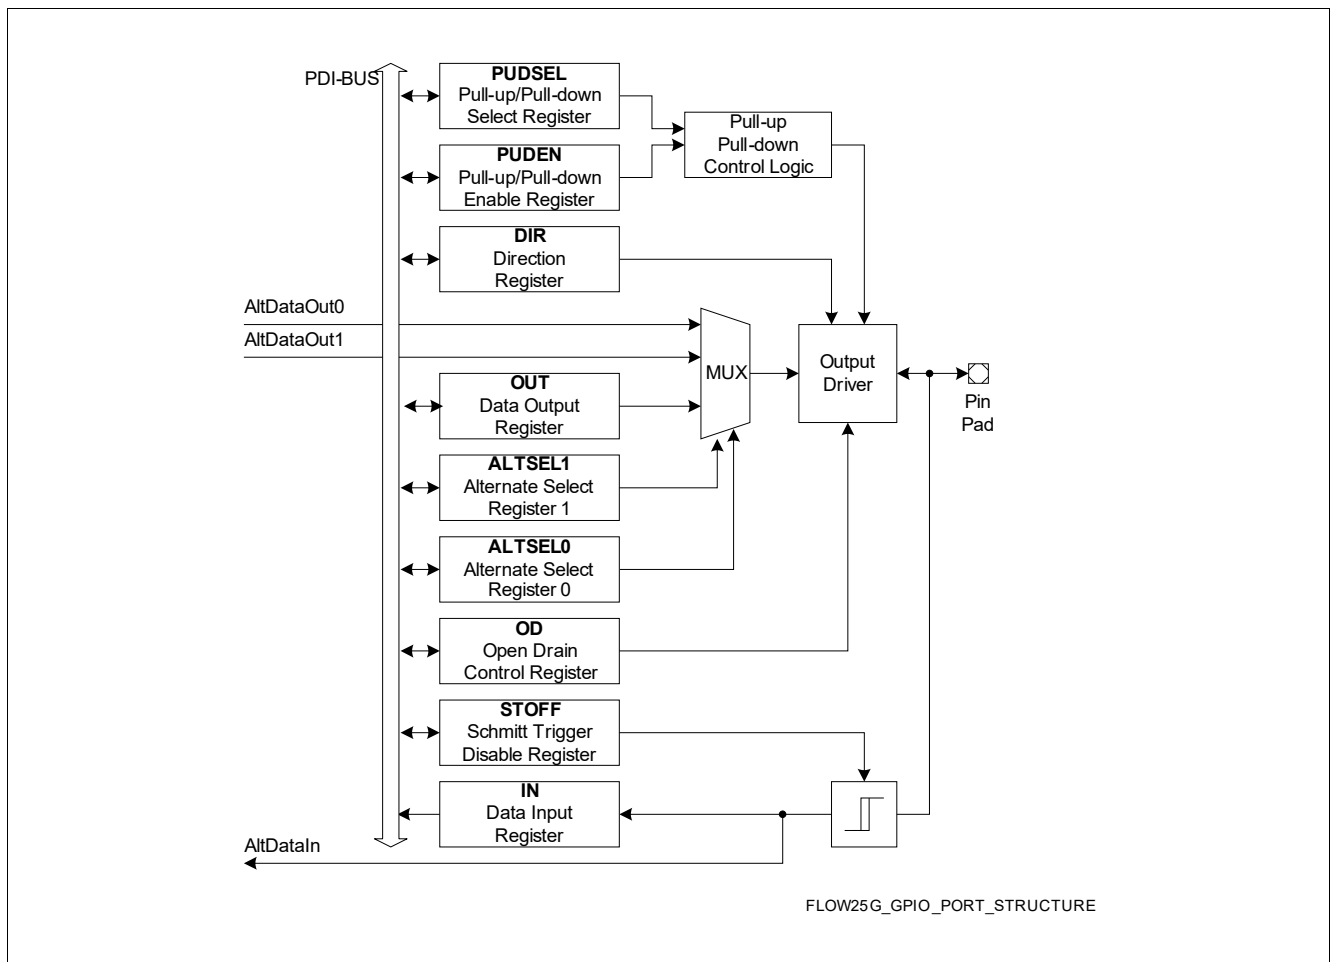 PDI-BUS
PUDSEL
Pull-up/Pull-down
Select Register
Pull-up
Pull-down
Control Logic
PUDEN
Pull-up/Pull-down
Enable Register
DIR
Direction
Register
AltDataOut0
AltDataOut1
MUX
Output
Driver
Pin
Pad
OUT
Data Output
Register
ALTSEL1
Alternate Select
Register 1
ALTSEL0
Alternate Select
Register 0
OD
Open Drain
Control Register
STOFF
Schmitt Trigger
Disable Register
IN
Data Input
Register
AltDataIn
FLOW25G_GPIO_PORT_STRUCTURE